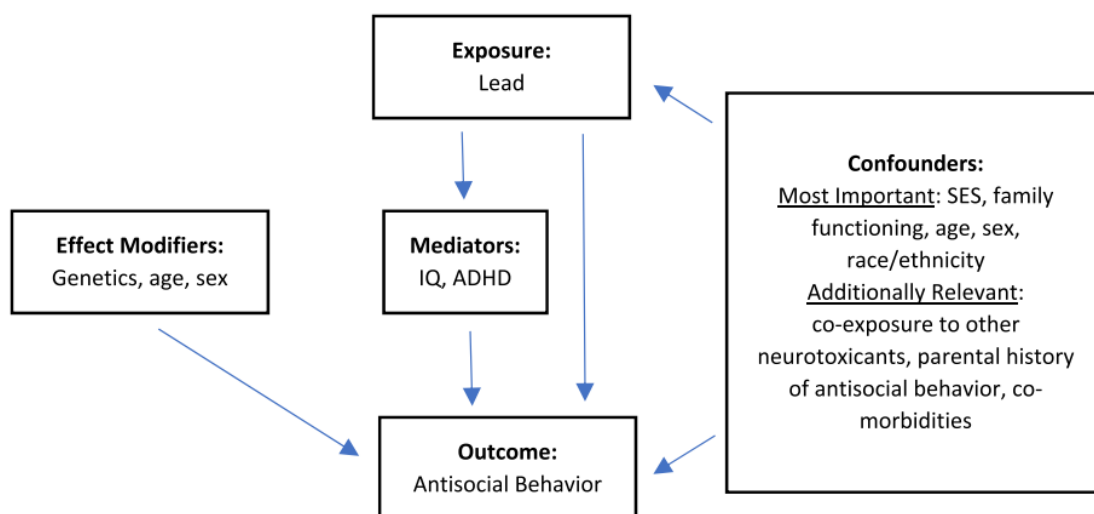 Exposure:
Lead
Confounders:
Most Important: SES, family
functioning, age, sex,
race/ethnicity
Additionally Relevant:
co-exposure to other
neurotoxicants, parental history
of antisocial behavior, co-
morbidities
Effect Modifiers:
Genetics, age, sex
Mediators:
IQ, ADHD
Outcome:
Antisocial Behavior